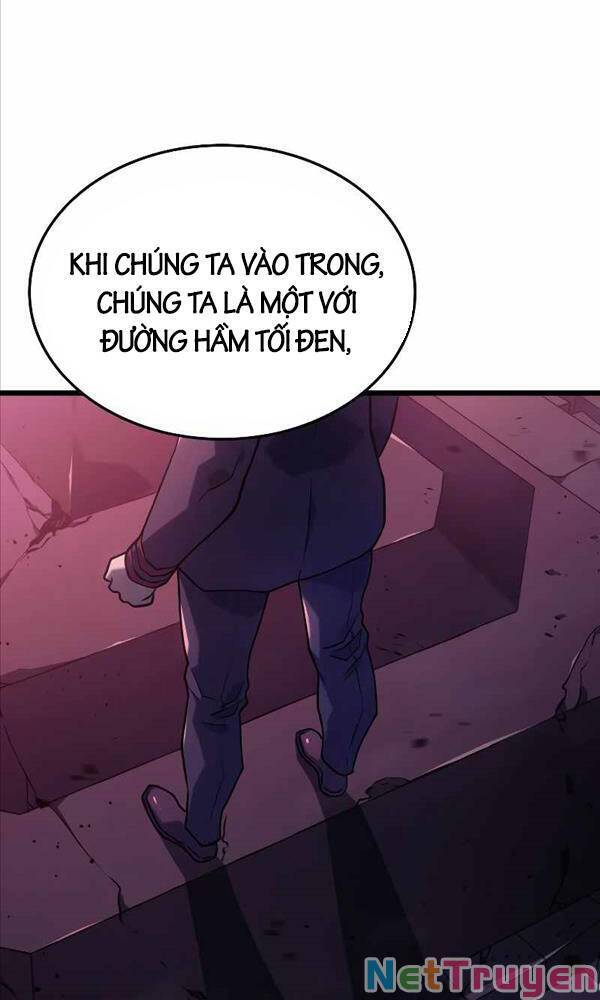 KHI CHÚNG TA VÀO TRONG,
CHÚNG TA LÀ MỘT VỚI
ĐƯỜNG HẦM TỐI ĐEN,
NetTruyen